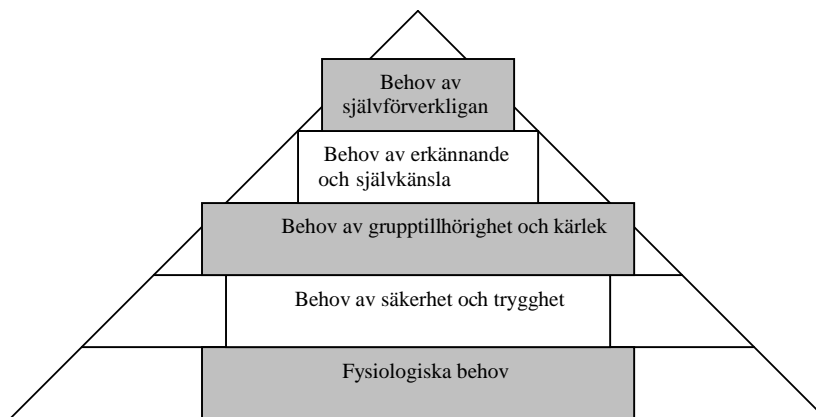 Behov av
självförverkligan
Behov av erkännande
och självkänsla
Behov av grupptillhörighet och kärlek
Behov av säkerhet och trygghet
Fysiologiska behov